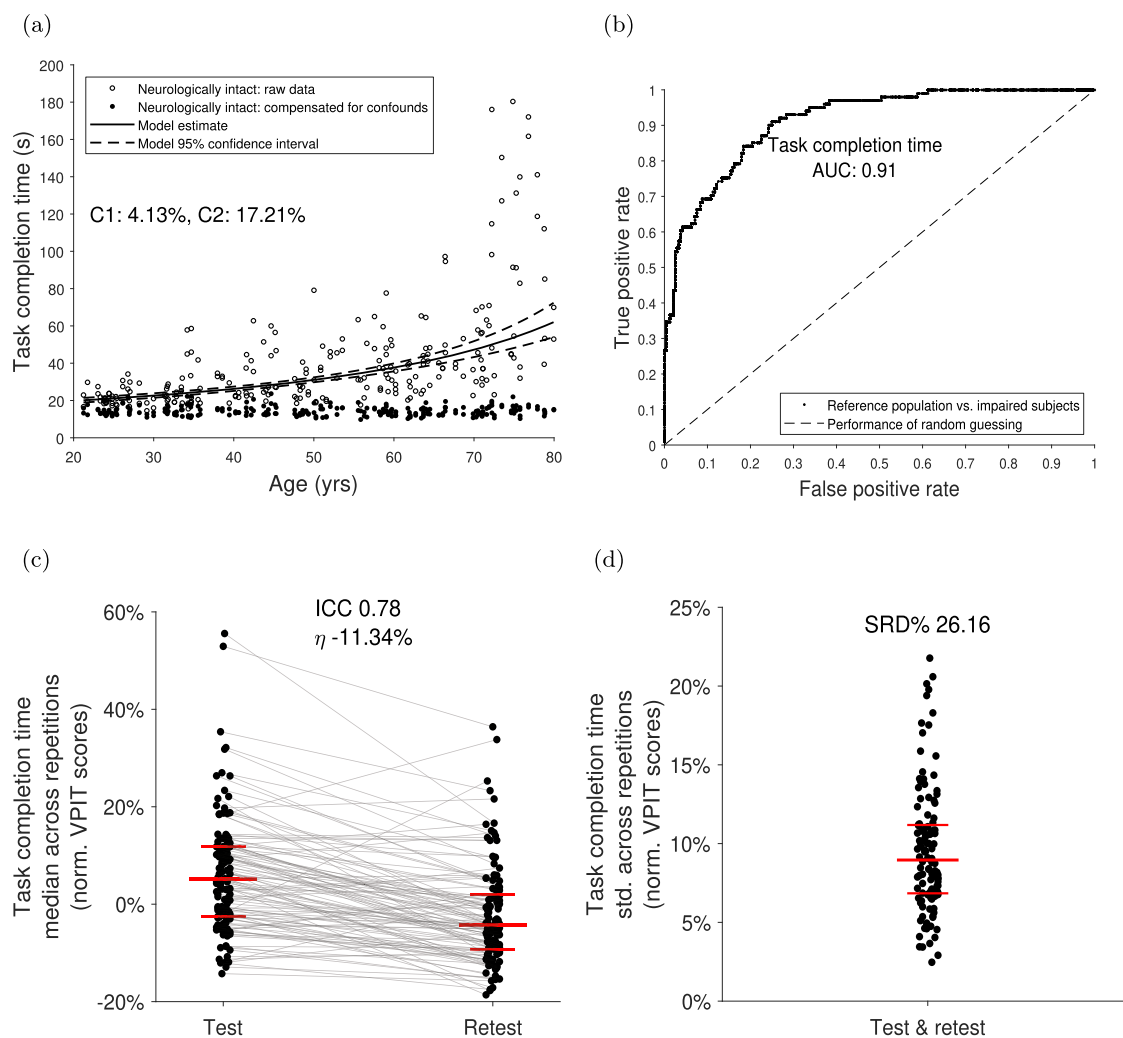 (a)
200
180
160
140
120
100
80
60
40
20
0
Task completion time (s)
Neurologically intact: raw data
Neurologically intact: compensated for confounds
Model estimate
Model 95% confidence interval
C1: 4.13%, C2: 17.21%
20
30
40
50
60
70
80
Age (yrs)
(b)
1
0.9
0.8
0.7
0.6
0.5
0.4
0.3
0.2
0.1
0
True positive rate
Task completion time
AUC: 0.91
Reference population vs. impaired subjects
Performance of random guessing
0
0.1
0.2
0.3
0.4
0.5
0.6
0.7
0.8
0.9
1
False positive rate
(c)
60%
40%
20%
0%
-20%
Task completion time
median across repetitions
(norm. VPIT scores)
ICC 0.78
η -11.34%
Test
Retest
(d)
25%
20%
15%
10%
5%
0%
Task completion time
std. across repetitions
(norm. VPIT scores)
SRD% 26.16
Test & retest